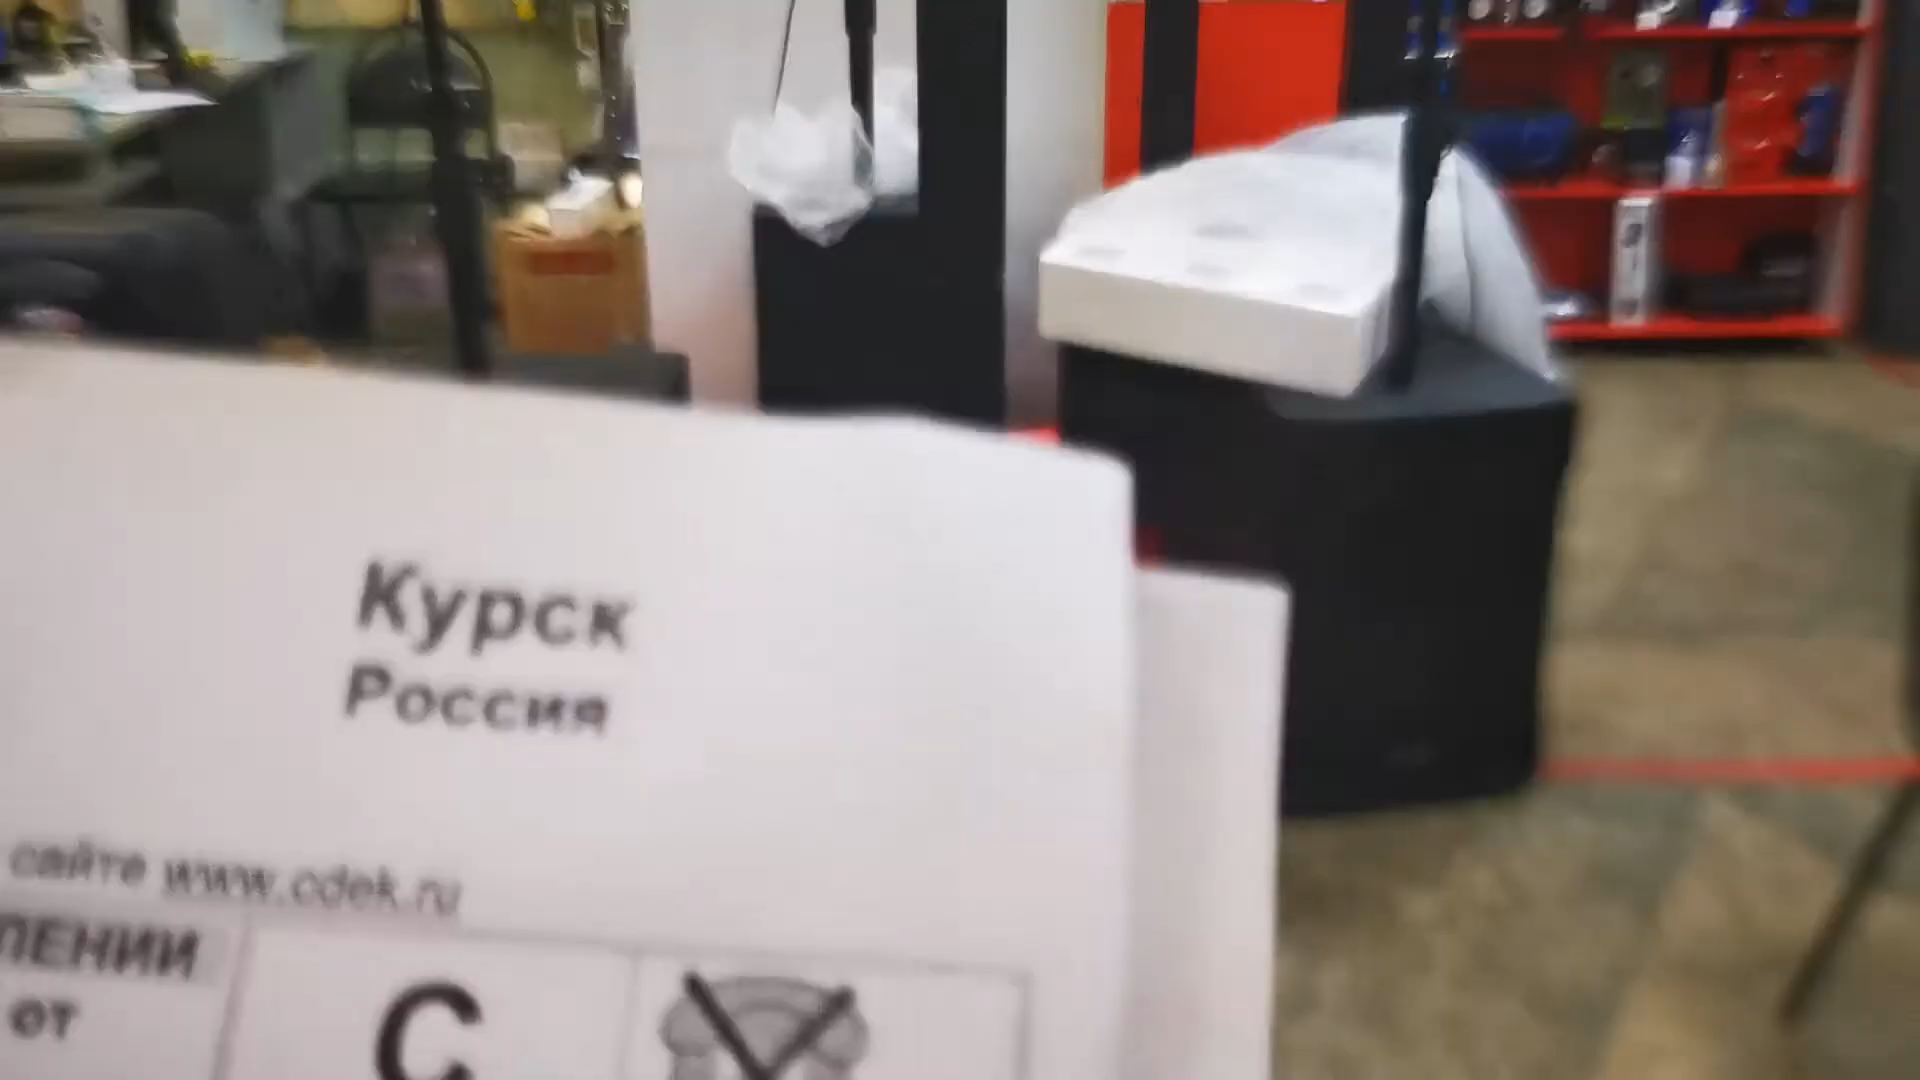 Курск
Россия
сайте www.cdek.ru
ЛЕНИИ
от
С